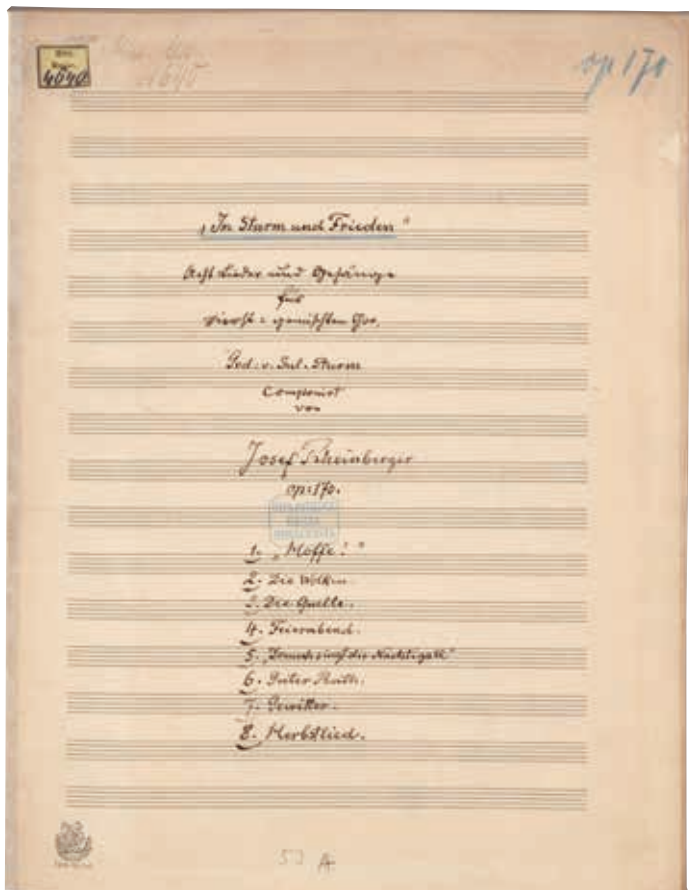 4640
4640
op 170
„In Sturm und Frieden“
Acht Lieder und Gesänge
für
vierst = gemischten Chor.
Ged. v. Jul. Sturm
Componirt
von
Josef Rheinberger
op: 170.
1. „Hoffe!“
2. Die Wolken.
3. Die Quelle.
4. Feierabend.
5. singt die Nachtigall“
6. Guter Rath.
7. Gewitter.
8. Herbstlied.
53 A